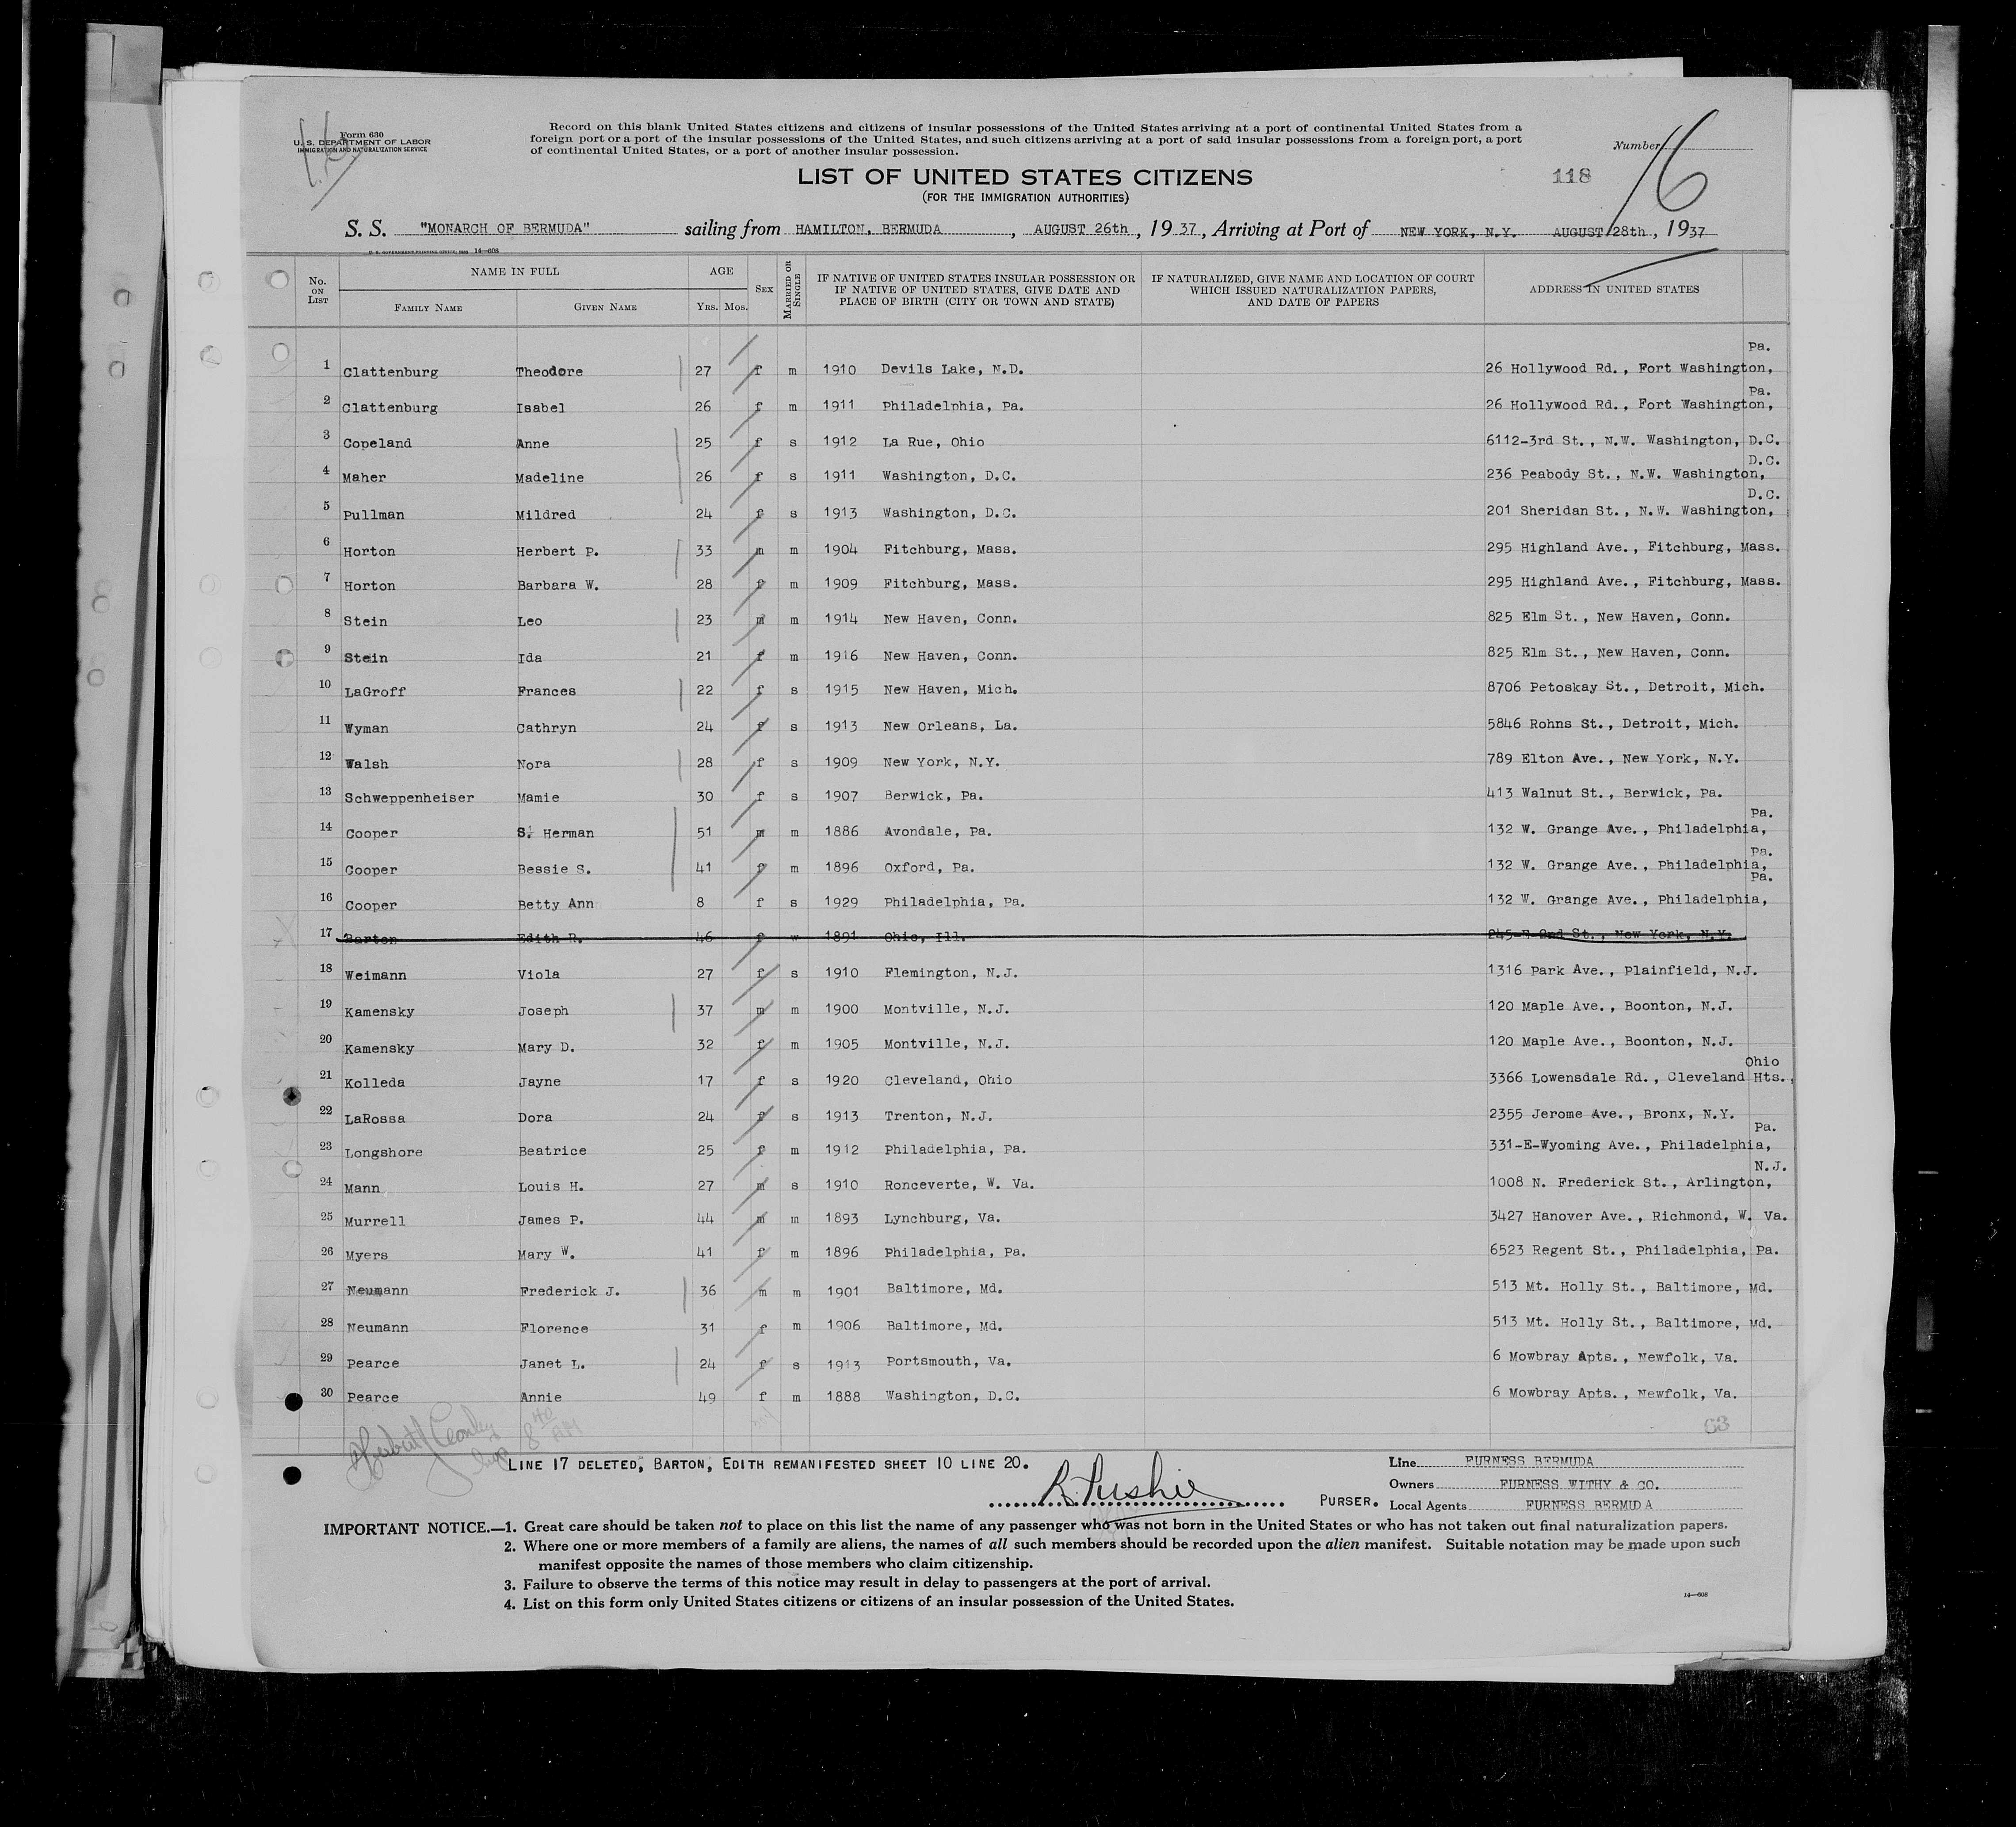 Form 630
U. S. DEPARTMENT OF LABOR
IMMIGRATION AND NATURALIZATION SERVICE
Record on this blank United States citizens and citizens of insular possessions of the United States arriving at a port of continental United States from a
foreign port or a port of the insular possessions of the United States, and such citizens arriving at a port of said insular possessions from a foreign port, a port
of continental United States, or a port of another insular possession.
Number 16
118
LIST OF UNITED STATES CITIZENS
(FOR THE IMMIGRATION AUTHORITIES)
S. S. "MONARCH OF BERMUDA" sailing from HAMILTON, BERMUDA, AUGUST 26th, 1937, Arriving at Port of NEW YORK, N.Y. AUGUST 28th, 1937
14—608
No. ON LIST NAME IN FULL AGE SEX MARRIED OR SINGLE IF NATIVE OF UNITED STATES INSULAR POSSESSION OR IF NATIVE OF UNITED STATES, GIVE DATE AND PLACE OF BIRTH (CITY OR TOWN AND STATE) IF NATURALIZED, GIVE NAME AND LOCATION OF COURT WHICH ISSUED NATURALIZATION PAPERS, AND DATE OF PAPERS ADDRESS IN UNITED STATES
FAMILY NAME GIVEN NAME YRS. MOS.
1 Clattenburg Theodore 27 f m 1910 Devils Lake, N.D. 26 Hollywood Rd., Fort Washington, Pa.
2 Clattenburg Isabel 26 f m 1911 Philadelphia, Pa. 26 Hollywood Rd., Fort Washington, Pa.
3 Copeland Anne 25 f s 1912 La Rue, Ohio 6112-3rd St., N.W. Washington, D.C.
4 Maher Madeline 26 f s 1911 Washington, D.C. 236 Peabody St., N.W. Washington, D.C.
5 Pullman Mildred 24 f s 1913 Washington, D.C. 201 Sheridan St., N.W. Washington, D.C.
6 Horton Herbert P. 33 m m 1904 Fitchburg, Mass. 295 Highland Ave., Fitchburg, Mass.
7 Horton Barbara W. 28 f m 1909 Fitchburg, Mass. 295 Highland Ave., Fitchburg, Mass.
8 Stein Leo 23 m m 1914 New Haven, Conn. 825 Elm St., New Haven, Conn.
9 Stein Ida 21 f m 1916 New Haven, Conn. 825 Elm St., New Haven, Conn.
10 LaGroff Frances 22 f s 1915 New Haven, Mich. 8706 Petoskay St., Detroit, Mich.
11 Wyman Cathryn 24 f s 1913 New Orleans, La. 5846 Rohns St., Detroit, Mich.
12 Walsh Nora 28 f s 1909 New York, N.Y. 789 Elton Ave., New York, N.Y.
13 Schweppenheiser Mamie 30 f s 1907 Berwick, Pa. 413 Walnut St., Berwick, Pa.
14 Cooper S. Herman 51 m m 1886 Avondale, Pa. 132 W. Grange Ave., Philadelphia, Pa.
15 Cooper Bessie S. 41 f m 1896 Oxford, Pa. 132 W. Grange Ave., Philadelphia, Pa.
16 Cooper Betty Ann 8 f s 1929 Philadelphia, Pa. 132 W. Grange Ave., Philadelphia, Pa.
17 Barton Edith R. 46 f w 1891 Ohio, Ill. 245-E-2nd St., New York, N.Y.
18 Weimann Viola 27 f s 1910 Flemington, N.J. 1316 Park Ave., Plainfield, N.J.
19 Kamensky Joseph 37 m m 1900 Montville, N.J. 120 Maple Ave., Boonton, N.J.
20 Kamensky Mary D. 32 f m 1905 Montville, N.J. 120 Maple Ave., Boonton, N.J.
21 Kolleda Jayne 17 f s 1920 Cleveland, Ohio 3366 Lowensdale Rd., Cleveland Hts., Ohio
22 LaRossa Dora 24 f s 1913 Trenton, N.J. 2355 Jerome Ave., Bronx, N.Y.
23 Longshore Beatrice 25 f m 1912 Philadelphia, Pa. 331-E-Wyoming Ave., Philadelphia, Pa.
24 Mann Louis H. 27 m s 1910 Ronceverte, W. Va. 1008 N. Frederick St., Arlington, N.J.
25 Murrell James P. 44 m m 1893 Lynchburg, Va. 3427 Hanover Ave., Richmond, W. Va.
26 Myers Mary W. 41 f m 1896 Philadelphia, Pa. 6523 Regent St., Philadelphia, Pa.
27 Neumann Frederick J. 36 m m 1901 Baltimore, Md. 513 Mt. Holly St., Baltimore, Md.
28 Neumann Florence 31 f m 1906 Baltimore, Md. 513 Mt. Holly St., Baltimore, Md.
29 Pearce Janet L. 24 f s 1913 Portsmouth, Va. 6 Mowbray Apts., Newfolk, Va.
30 Pearce Annie 49 f m 1888 Washington, D.C. 6 Mowbray Apts., Newfolk, Va.
8 40 AM
63
LINE 17 DELETED, BARTON, EDITH REMANIFESTED SHEET 10 LINE 20.
PURSER.
Line FURNESS BERMUDA
Owners FURNESS WITHY & CO.
Local Agents FURNESS BERMUDA
IMPORTANT NOTICE.—1. Great care should be taken not to place on this list the name of any passenger who was not born in the United States or who has not taken out final naturalization papers.
2. Where one or more members of a family are aliens, the names of all such members should be recorded upon the alien manifest. Suitable notation may be made upon such
manifest opposite the names of those members who claim citizenship.
3. Failure to observe the terms of this notice may result in delay to passengers at the port of arrival.
4. List on this form only United States citizens or citizens of an insular possession of the United States.
14—608